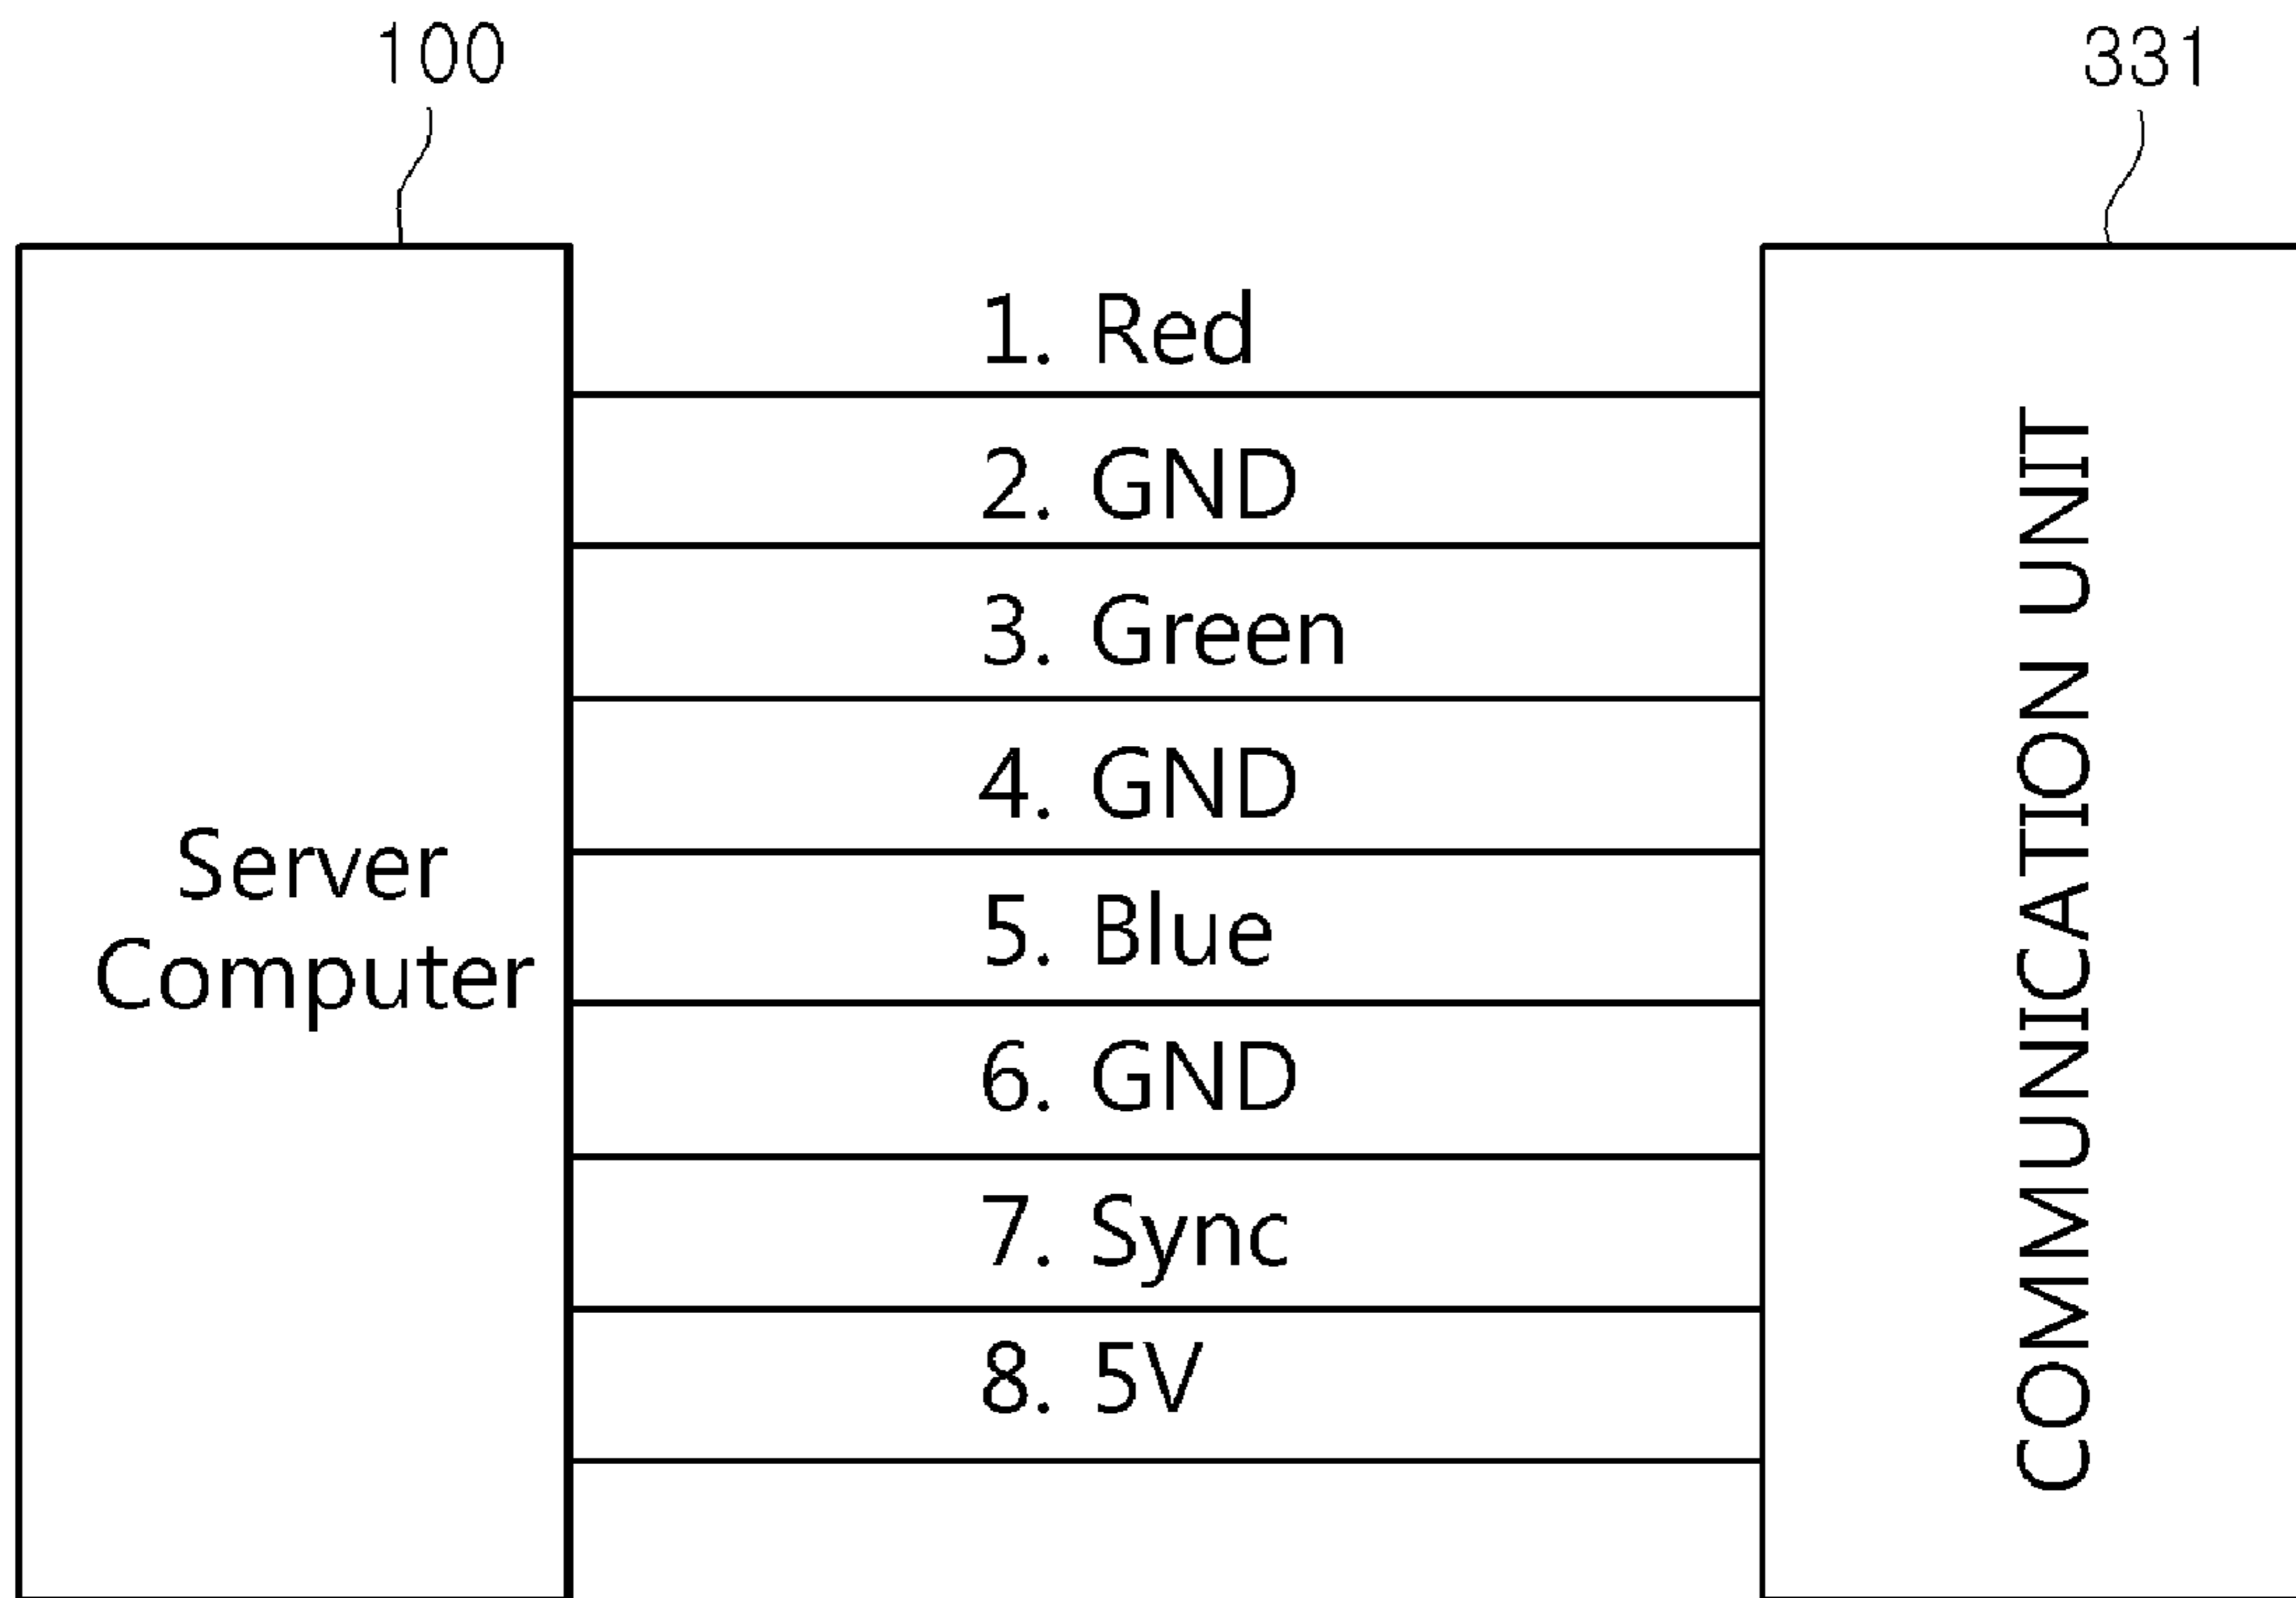 100
331
1. Red
2. GND
3. Green
4. GND
Server
Computer
5. Blue
6. GND
7. Sync
8. 5V
COMMUNICATION UNIT